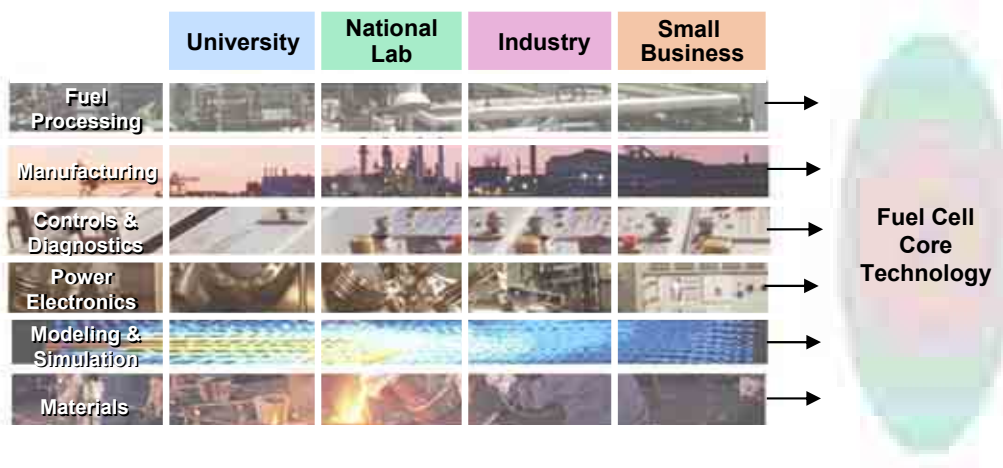 University
National
Lab
Industry
Small
Business
Fuel
Processing
Manufacturing
Controls &
Diagnostics
Power
Electronics
Modeling &
Simulation
Materials
Fuel Cell
Core
Technology